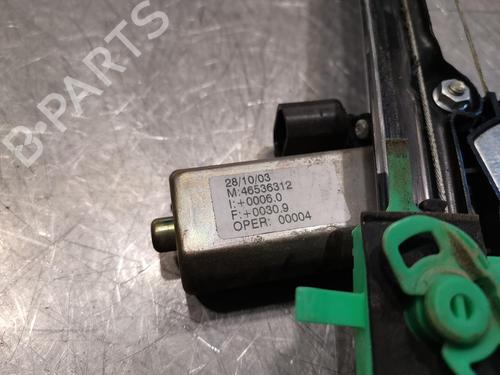 28/10/03
M:46536312
I:+0006.0
F:+0030.9
OPER: 00004
B-PARTS